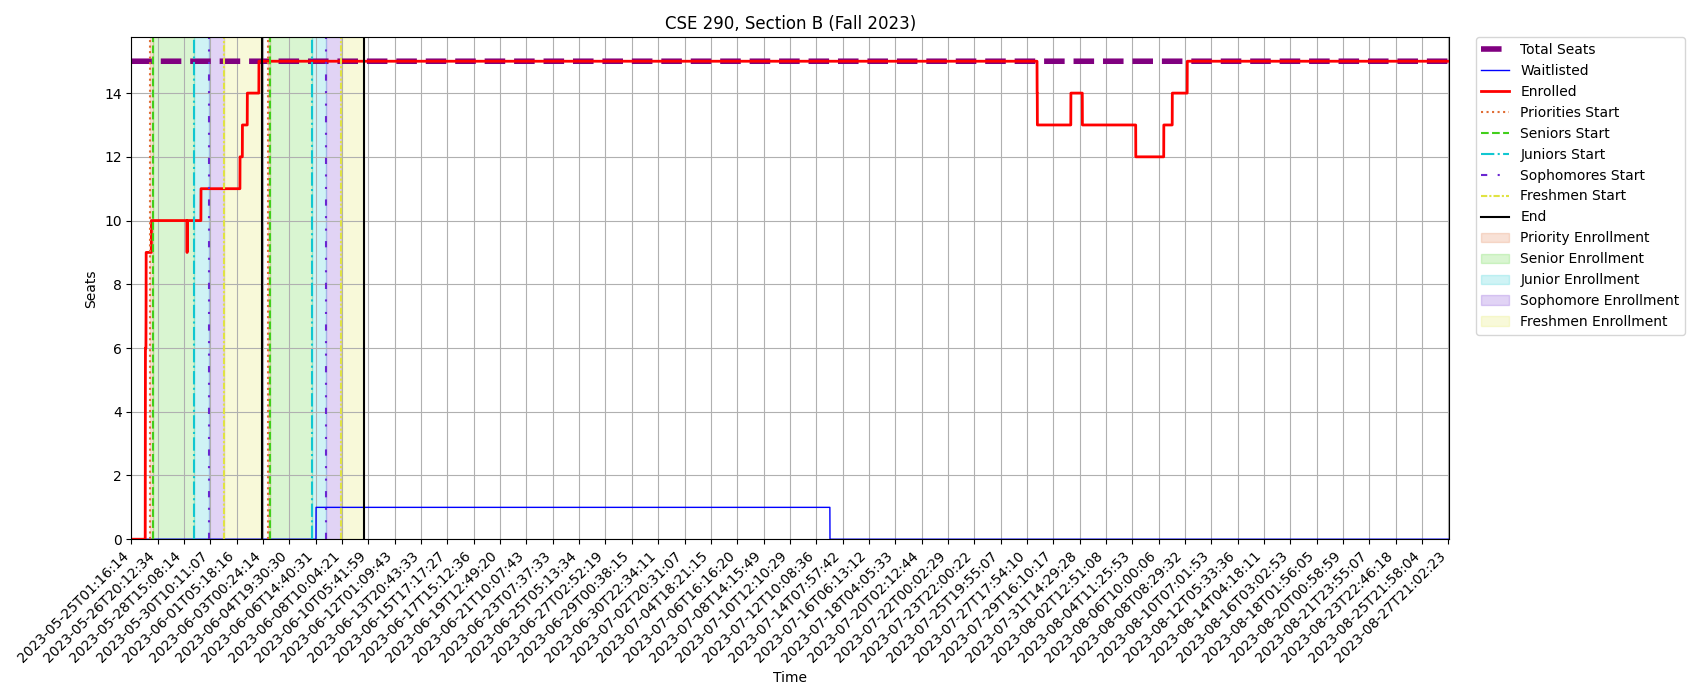 CSE 290, Section B (Fall 2023)
Seats
14
12
10
8
6
4
2
0
2023-05-25T01:16:14
2023-05-26T20:12:34
2023-05-28T15:08:14
2023-05-30T10:11:07
2023-06-01T05:18:16
2023-06-03T00:24:14
2023-06-04T19:30:30
2023-06-06T14:40:31
2023-06-08T10:04:21
2023-06-10T05:41:59
2023-06-12T01:09:43
2023-06-13T20:43:33
2023-06-15T17:17:27
2023-06-17T15:12:36
2023-06-19T12:49:20
2023-06-21T10:07:43
2023-06-23T07:37:33
2023-06-25T05:13:34
2023-06-27T02:52:19
2023-06-29T00:38:15
2023-06-30T22:34:11
2023-07-02T20:31:07
2023-07-04T18:21:15
2023-07-06T16:16:20
2023-07-08T14:15:49
2023-07-10T12:10:29
2023-07-12T10:08:36
2023-07-14T07:57:42
2023-07-16T06:13:12
2023-07-18T04:05:33
2023-07-20T02:12:44
2023-07-22T00:02:29
2023-07-23T22:00:22
2023-07-25T19:55:07
2023-07-27T17:54:10
2023-07-29T16:10:17
2023-07-31T14:29:28
2023-08-02T12:51:08
2023-08-04T11:25:53
2023-08-06T10:00:06
2023-08-08T08:29:32
2023-08-10T07:01:53
2023-08-12T05:33:36
2023-08-14T04:18:11
2023-08-16T03:02:53
2023-08-18T01:56:05
2023-08-20T00:58:59
2023-08-21T23:55:07
2023-08-23T22:46:18
2023-08-25T21:58:04
2023-08-27T21:02:23
Time
Total Seats
Waitlisted
Enrolled
Priorities Start
Seniors Start
Juniors Start
Sophomores Start
Freshmen Start
End
Priority Enrollment
Senior Enrollment
Junior Enrollment
Sophomore Enrollment
Freshmen Enrollment